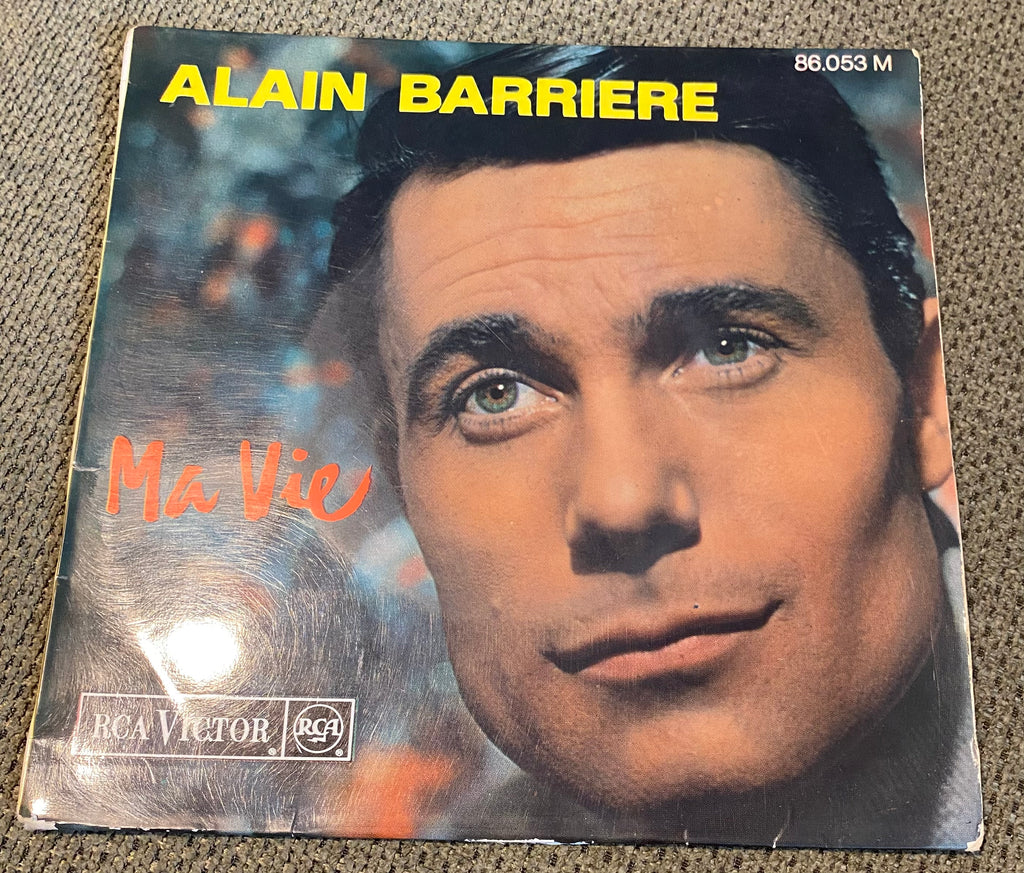 86.053 M
ALAIN BARRIERE
Ma Vie
RCA VICTOR ® RCA ®